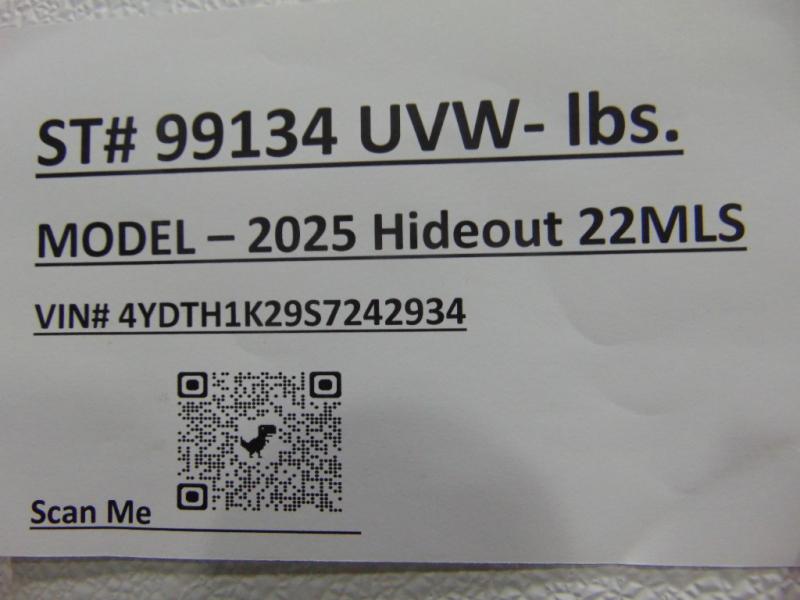 ST# 99134 UVW- lbs.
MODEL – 2025 Hideout 22MLS
VIN# 4YDTH1K29S7242934
Scan Me